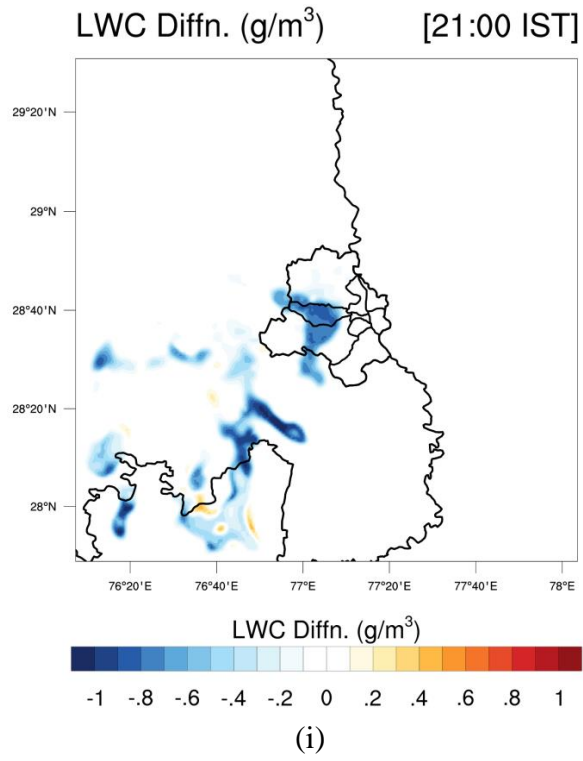 LWC Diffn. (g/m³) [21:00 IST]
29°20'N
29°N
28°40'N
28°20'N
28°N
76°20'E 76°40'E 77°E 77°20'E 77°40'E 78°E
LWC Diffn. (g/m³)
-1 -.8 -.6 -.4 -.2 0 .2 .4 .6 .8 1
(i)